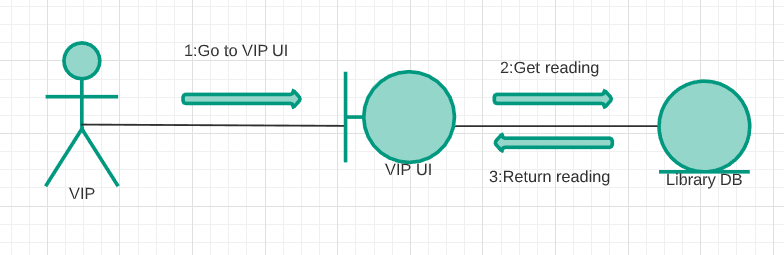 1:Go to VIP UI
2:Get reading
VIP UI
3:Return reading
Library DB
VIP